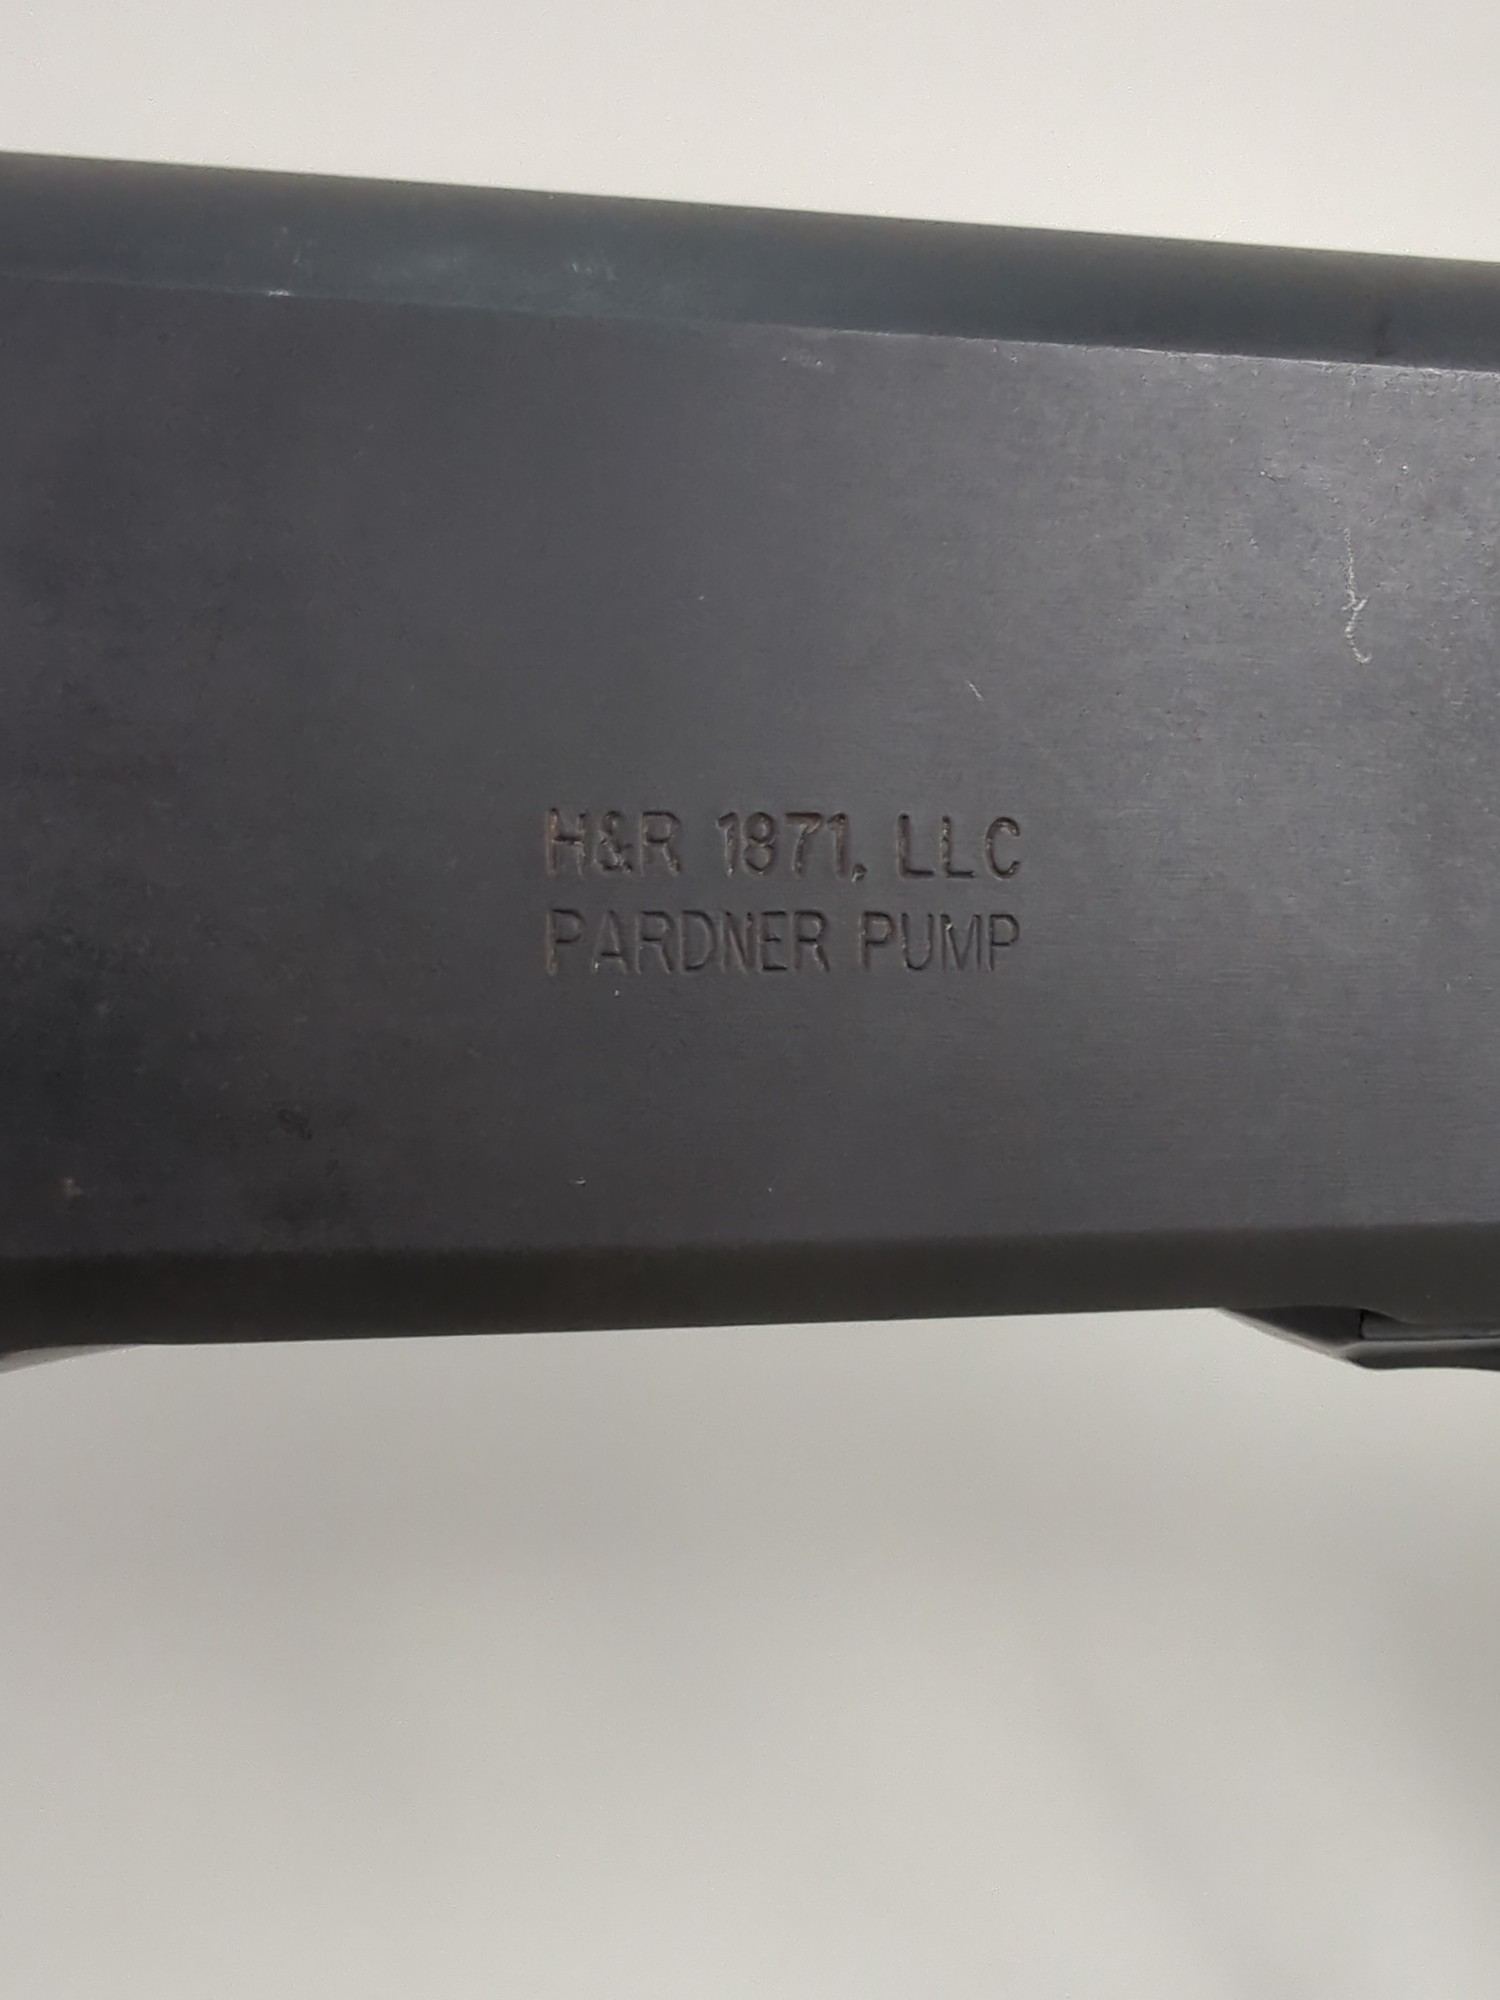 H&R 1871, LLC
PARDNER PUMP